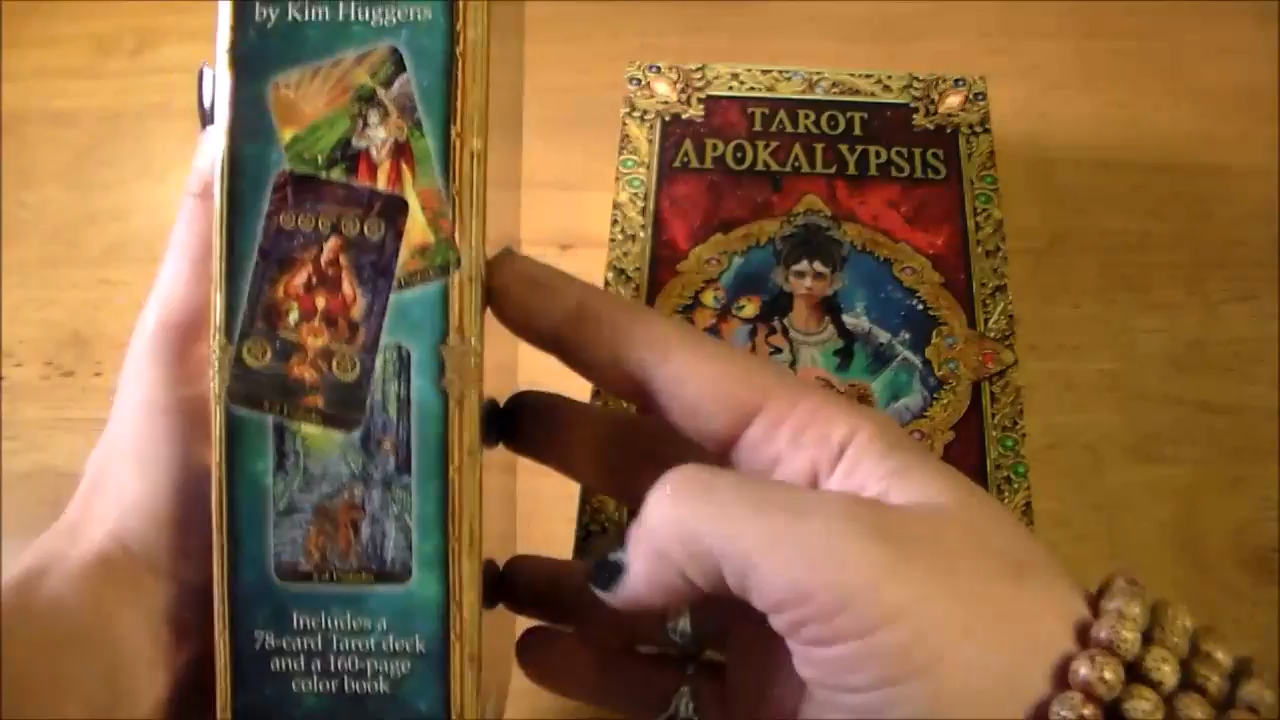 by Kim Huggens
Includes a
78-card Tarot deck
and a 160-page
color book
TAROT
APOKALYPSIS